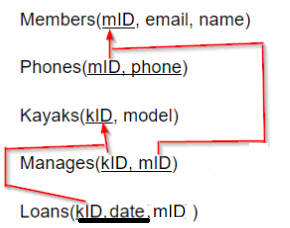 Members(mID, email, name)
Phones(mID, phone)
Kayaks(kID, model)
Manages(kID, mID)
Loans(kID,date,mID )